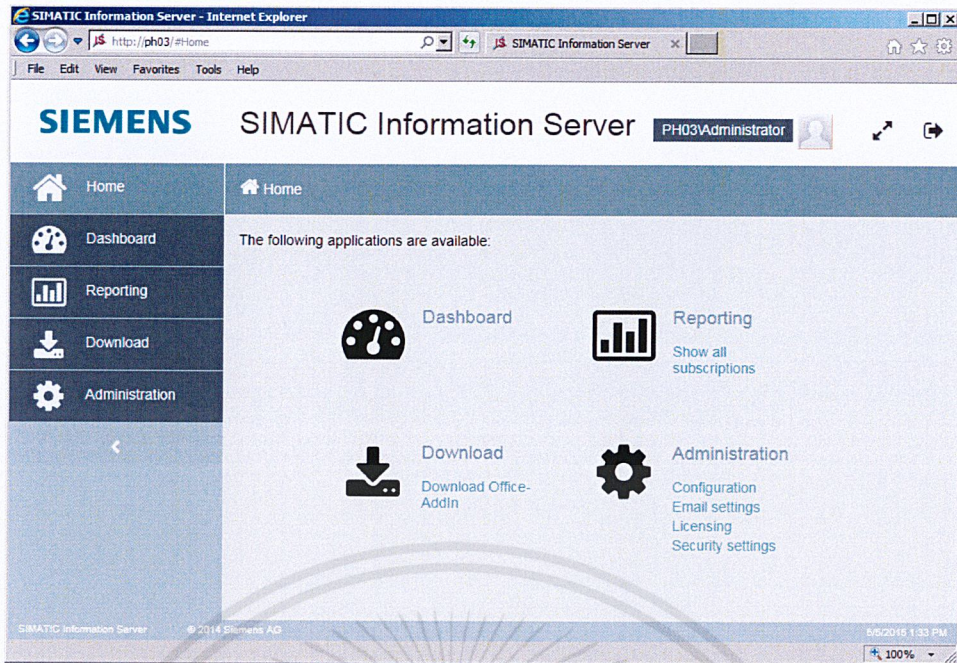 SIMATIC Information Server - Internet Explorer
http://ph03/#Home
SIMATIC Information Server
File Edit View Favorites Tools Help
SIEMENS
SIMATIC Information Server
PH03\Administrator
Home
Dashboard
Reporting
Download
Administration
Home
The following applications are available:
Dashboard
Reporting
Show all
subscriptions
Download
Download Office-
AddIn
Administration
Configuration
Email settings
Licensing
Security settings
SIMATIC Information Server © 2014 Siemens AG
5/5/2015 1:33 PM
100%